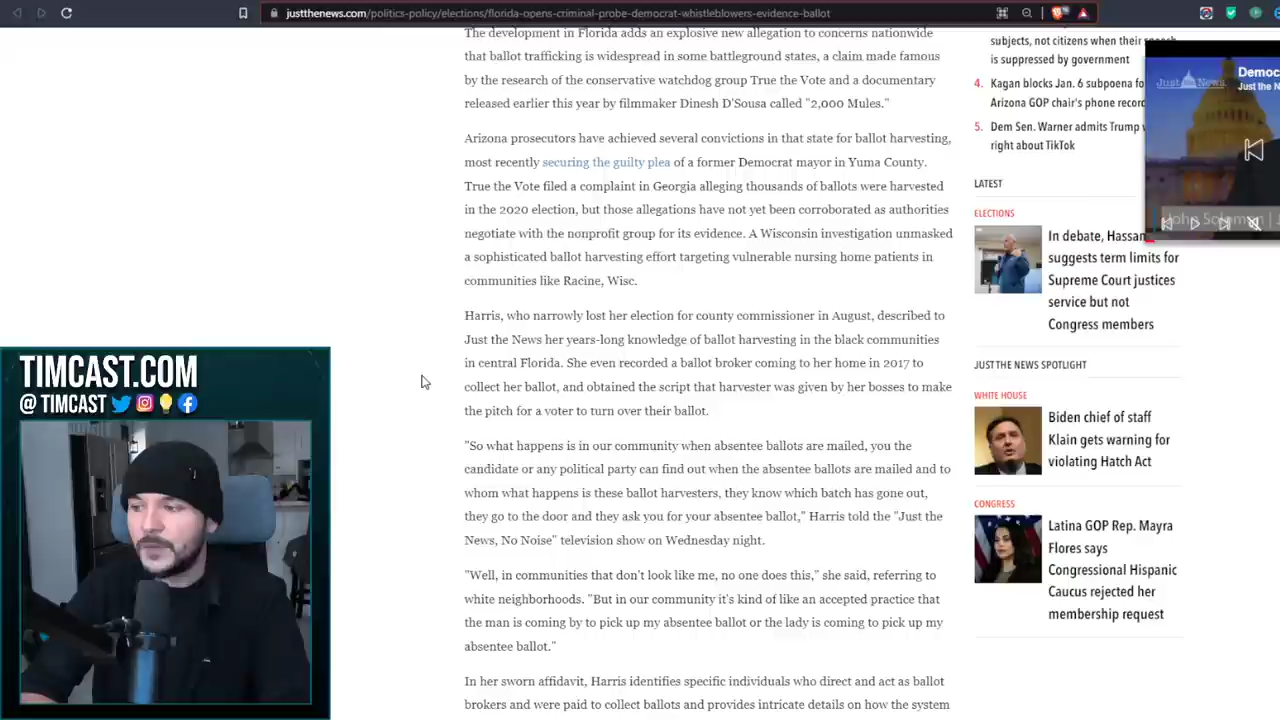 justthenews.com/politics-policy/elections/florida-opens-criminal-probe-democrat-whistleblowers-evidence-ballot
The development in Florida adds an explosive new allegation to concerns nationwide
that ballot trafficking is widespread in some battleground states, a claim made famous
by the research of the conservative watchdog group True the Vote and a documentary
released earlier this year by filmmaker Dinesh D'Sousa called "2,000 Mules."
Arizona prosecutors have achieved several convictions in that state for ballot harvesting,
most recently securing the guilty plea of a former Democrat mayor in Yuma County.
True the Vote filed a complaint in Georgia alleging thousands of ballots were harvested
in the 2020 election, but those allegations have not yet been corroborated as authorities
negotiate with the nonprofit group for its evidence. A Wisconsin investigation unmasked
a sophisticated ballot harvesting effort targeting vulnerable nursing home patients in
communities like Racine, Wisc.
Harris, who narrowly lost her election for county commissioner in August, described to
Just the News her years-long knowledge of ballot harvesting in the black communities
in central Florida. She even recorded a ballot broker coming to her home in 2017 to
collect her ballot, and obtained the script that harvester was given by her bosses to make
the pitch for a voter to turn over their ballot.
"So what happens is in our community when absentee ballots are mailed, you the
candidate or any political party can find out when the absentee ballots are mailed and to
whom what happens is these ballot harvesters, they know which batch has gone out,
they go to the door and they ask you for your absentee ballot," Harris told the "Just the
News, No Noise" television show on Wednesday night.
"Well, in communities that don't look like me, no one does this," she said, referring to
white neighborhoods. "But in our community it's kind of like an accepted practice that
the man is coming by to pick up my absentee ballot or the lady is coming to pick up my
absentee ballot."
In her sworn affidavit, Harris identifies specific individuals who direct and act as ballot
brokers and were paid to collect ballots and provides intricate details on how the system
subjects, not citizens when their speech
is suppressed by government
4. Kagan blocks Jan. 6 subpoena fo
Arizona GOP chair's phone record
5. Dem Sen. Warner admits Trump
right about TikTok
LATEST
ELECTIONS
In debate, Hassan
suggests term limits for
Supreme Court justices
service but not
Congress members
JUST THE NEWS SPOTLIGHT
WHITE HOUSE
Biden chief of staff
Klain gets warning for
violating Hatch Act
CONGRESS
Latina GOP Rep. Mayra
Flores says
Congressional Hispanic
Caucus rejected her
membership request
Democ
Just the N
Just the News
John Solomon | J
TIMCAST.COM
@ TIMCAST